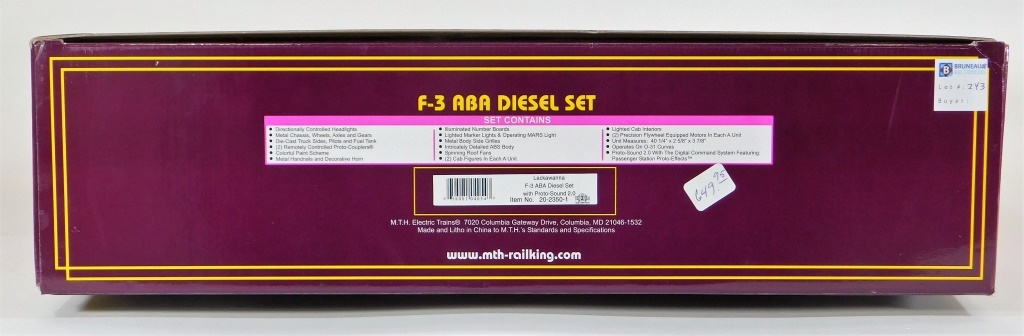 BRUNEAU
Lot #: 243
Buyer:
F-3 ABA DIESEL SET
SET CONTAINS
• Directionally Controlled Headlights
• Metal Chassis, Wheels, Axles and Gears
• Die-Cast Truck Sides, Pilots and Fuel Tank
• (2) Remotely Controlled Proto-Couplers®
• Colorful Paint Scheme
• Metal Handrails and Decorative Horn
• Illuminated Number Boards
• Lighted Marker Lights & Operating MARS Light
• Metal Body Side Grilles
• Intricately Detailed ABS Body
• Spinning Roof Fans
• (2) Cab Figures In Each A Unit
• Lighted Cab Interiors
• (2) Precision Flywheel Equipped Motors In Each A Unit
• Unit Measures: 40 1/4" x 2 5/8" x 3 7/8"
• Operates On O-31 Curves
• Proto-Sound 2.0 With The Digital Command System Featuring
Passenger Station Proto-Effects™
Lackawanna
F-3 ABA Diesel Set
with Proto-Sound 2.0
Item No. 20-2350-1
649.95
M.T.H. Electric Trains® 7020 Columbia Gateway Drive, Columbia, MD 21046-1532
Made and Litho in China to M.T.H.'s Standards and Specifications
www.mth-railking.com